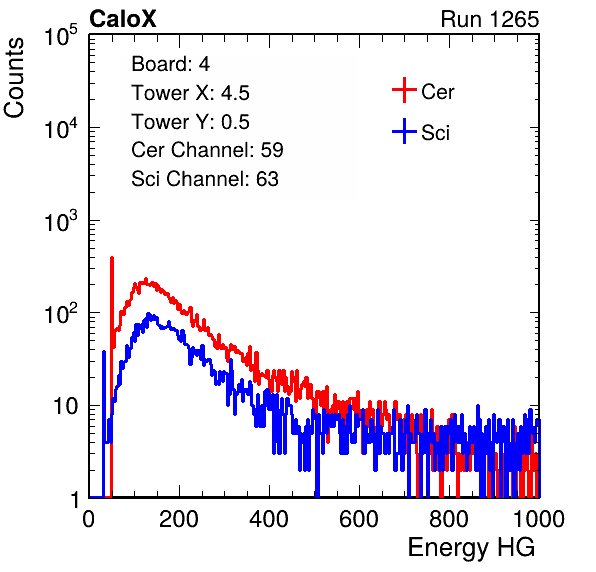 CaloX Run 1265
Counts
Board: 4
Tower X: 4.5
Tower Y: 0.5
Cer Channel: 59
Sci Channel: 63
Cer
Sci
10^5
10^4
10^3
10^2
10
1
0 200 400 600 800 1000
Energy HG